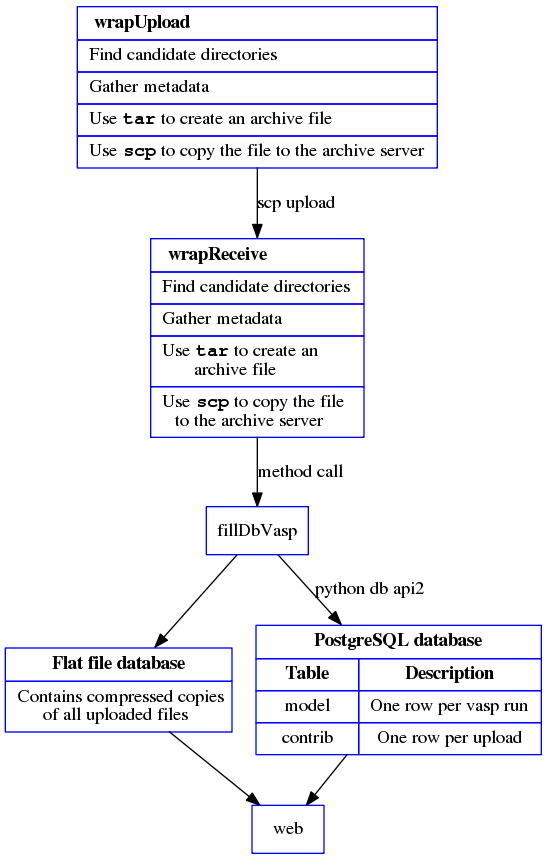 wrapUpload
Find candidate directories
Gather metadata
Use tar to create an archive file
Use scp to copy the file to the archive server
scp upload
wrapReceive
Find candidate directories
Gather metadata
Use tar to create an
archive file
Use scp to copy the file
to the archive server
method call
fillDbVasp
python db api2
Flat file database
Contains compressed copies
of all uploaded files
PostgreSQL database
Table Description
model One row per vasp run
contrib One row per upload
web